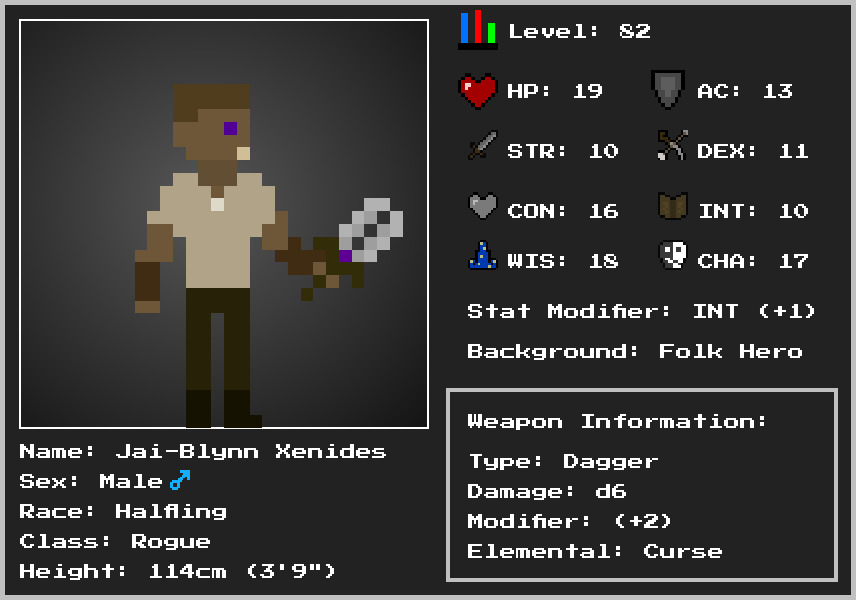 Level: 82
HP: 19 AC: 13
STR: 10 DEX: 11
CON: 16 INT: 10
WIS: 18 CHA: 17
Stat Modifier: INT (+1)
Background: Folk Hero
Weapon Information:
Type: Dagger
Damage: d6
Modifier: (+2)
Elemental: Curse
Name: Jai-Blynn Xenides
Sex: Male ♂
Race: Halfling
Class: Rogue
Height: 114cm (3'9")